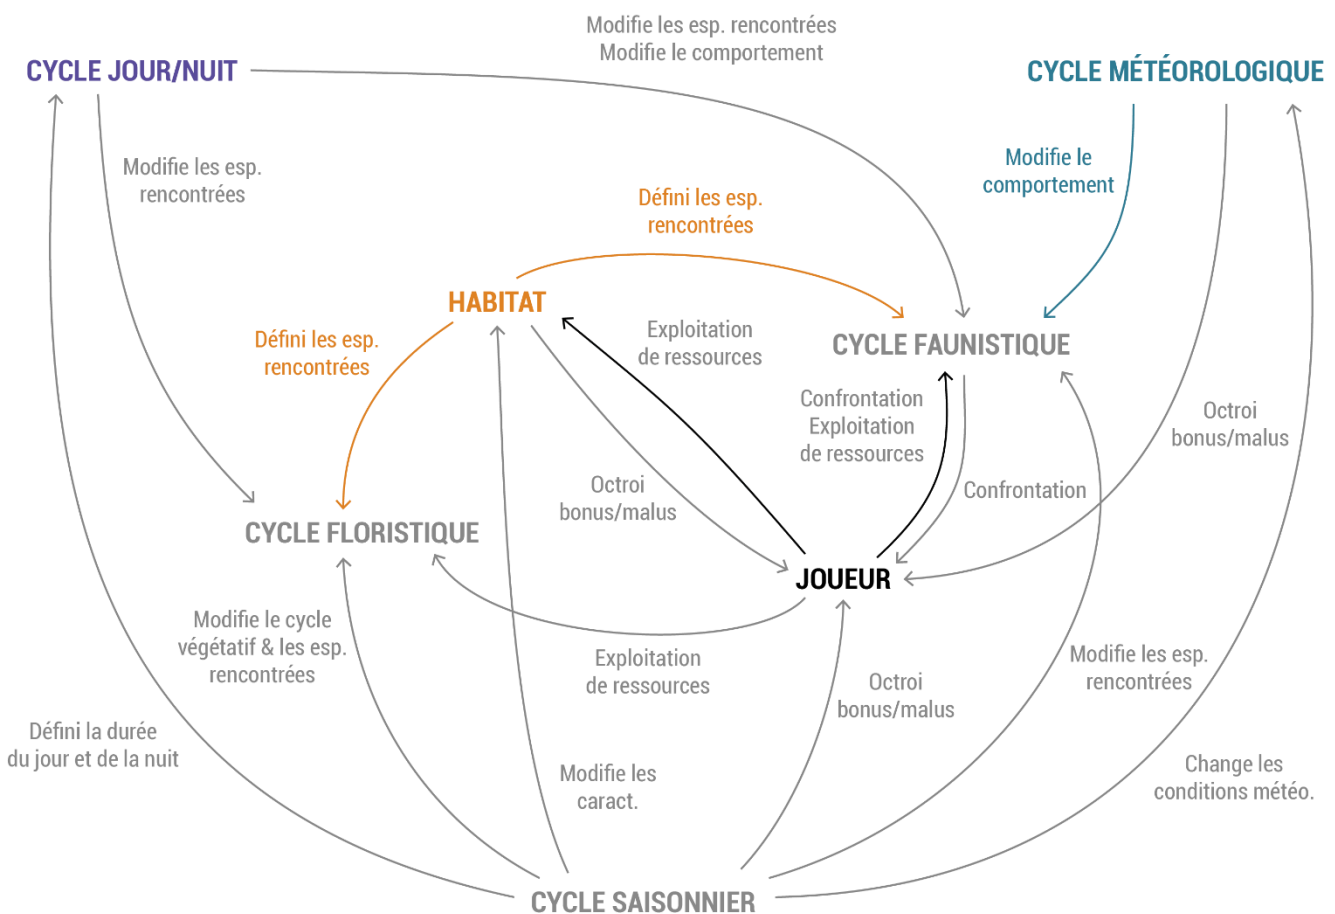 Modifie les esp. rencontrées
Modifie le comportement
CYCLE JOUR/NUIT
CYCLE MÉTÉOROLOGIQUE
Modifie les esp.
rencontrées
Modifie le
comportement
Défini les esp.
rencontrées
HABITAT
Défini les esp.
rencontrées
Exploitation
de ressources
CYCLE FAUNISTIQUE
Confrontation
Exploitation
de ressources
Octroi
bonus/malus
Octroi
bonus/malus
Confrontation
CYCLE FLORISTIQUE
JOUEUR
Modifie le cycle
végétatif & les esp.
rencontrées
Exploitation
de ressources
Octroi
bonus/malus
Modifie les esp.
rencontrées
Défini la durée
du jour et de la nuit
Modifie les
caract.
Change les
conditions météo.
CYCLE SAISONNIER